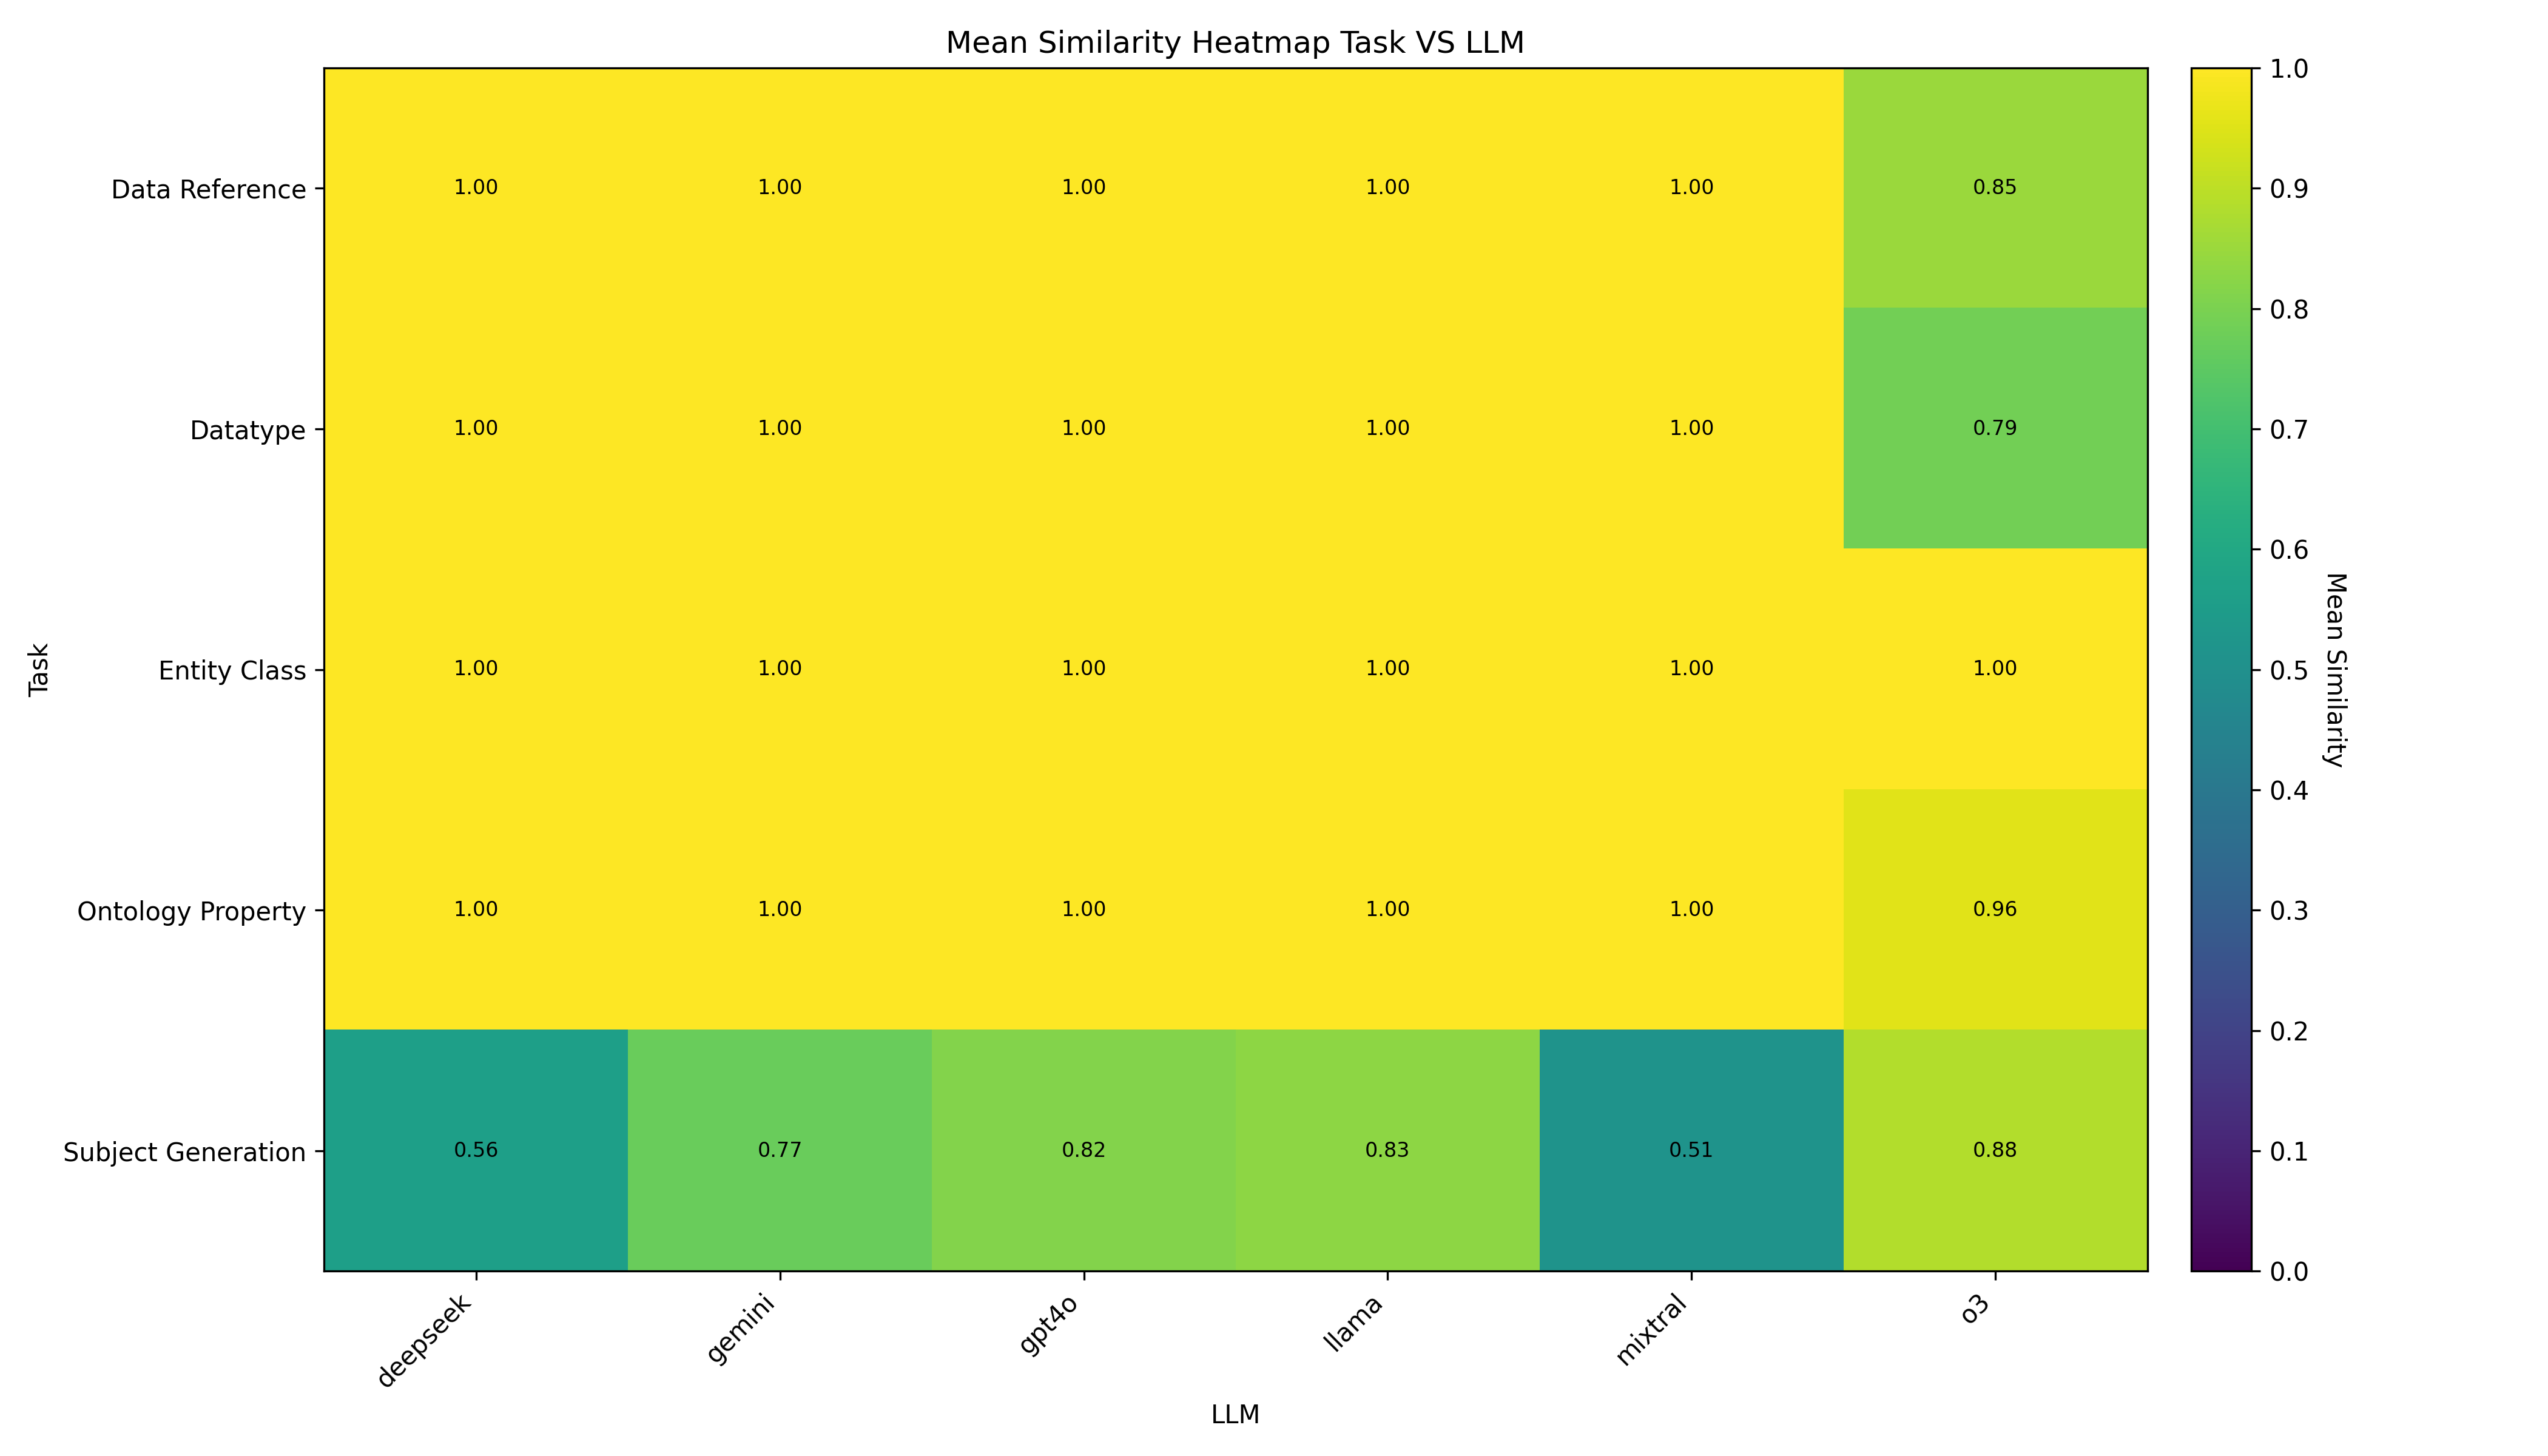 Mean Similarity Heatmap Task VS LLM
Data Reference 1.00 1.00 1.00 1.00 1.00 0.85
Datatype 1.00 1.00 1.00 1.00 1.00 0.79
Entity Class 1.00 1.00 1.00 1.00 1.00 1.00
Ontology Property 1.00 1.00 1.00 1.00 1.00 0.96
Subject Generation 0.56 0.77 0.82 0.83 0.51 0.88
Task
deepseek gemini gpt4o llama mixtral o3
LLM
1.0
0.9
0.8
0.7
0.6
0.5
0.4
0.3
0.2
0.1
0.0
Mean Similarity